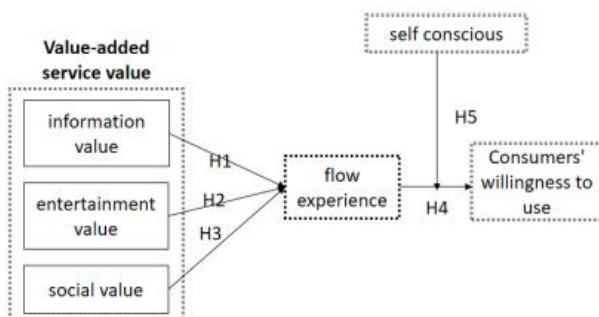 Value-added
service value
information
value
entertainment
value
social value
H1
H2
H3
flow
experience
self conscious
H5
H4
Consumers'
willingness to
use